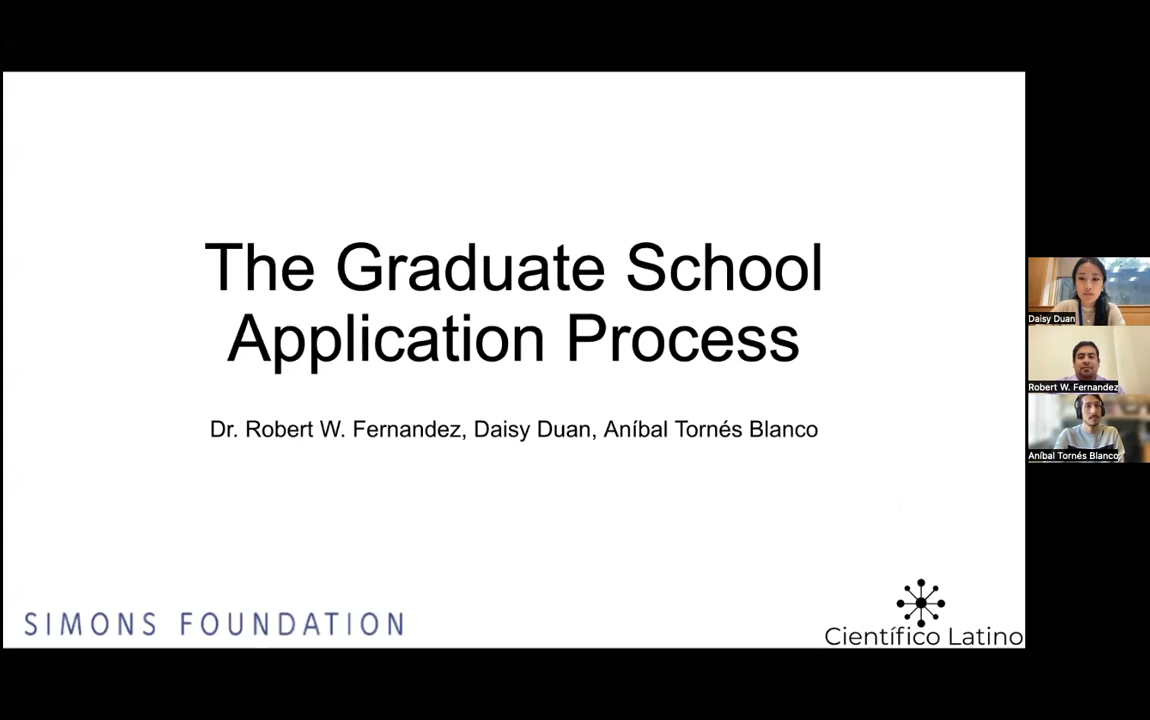 The Graduate School
Application Process
Dr. Robert W. Fernandez, Daisy Duan, Aníbal Tornés Blanco
SIMONS FOUNDATION
Científico Latino
Daisy Duan
Robert W. Fernandez
Aníbal Tornés Blanco